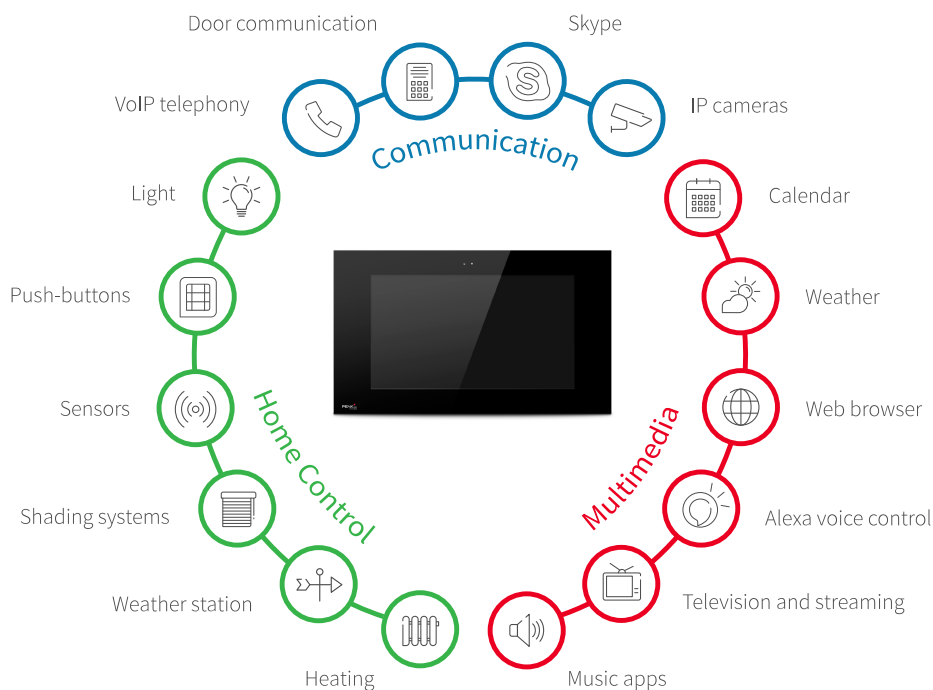 Door communication
Skype
VoIP telephony
IP cameras
Communication
Light
Calendar
Push-buttons
Weather
Sensors
Home Control
Multimedia
Web browser
Shading systems
Alexa voice control
Weather station
Television and streaming
Heating
Music apps